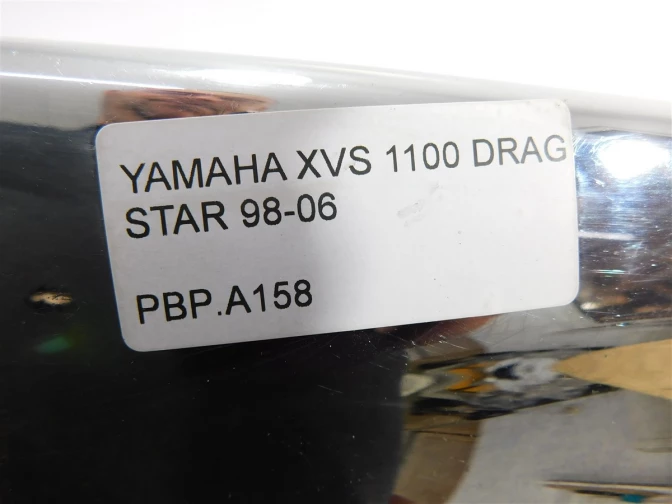 YAMAHA XVS 1100 DRAG
STAR 98-06
PBP.A158